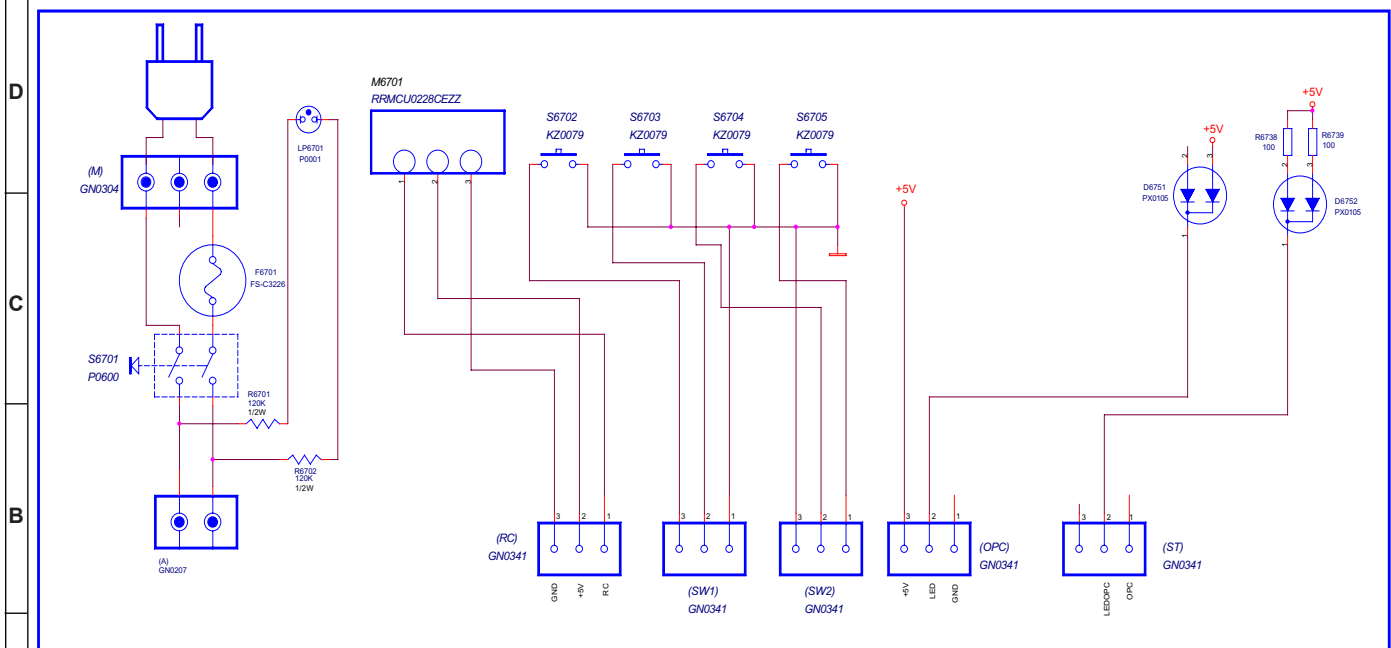 D
C
B
(M)
GN0304
LP6701
P0001
F6701
FS-C3226
S6701
P0600
R6701
120K
1/2W
R6702
120K
1/2W
(A)
GN0207
M6701
RRMCU0228CEZZ
1
2
3
S6702
KZ0079
S6703
KZ0079
S6704
KZ0079
S6705
KZ0079
+5V
+5V
2
3
D6751
PX0105
1
+5V
R6738
100
R6739
100
2
3
D6752
PX0105
1
3 2 1
(RC)
GN0341
GND
+5V
RC
3 2 1
(SW1)
GN0341
3 2 1
(SW2)
GN0341
3 2 1
(OPC)
GN0341
+5V
LED
GND
3 2 1
(ST)
GN0341
LEDOPC
OPC